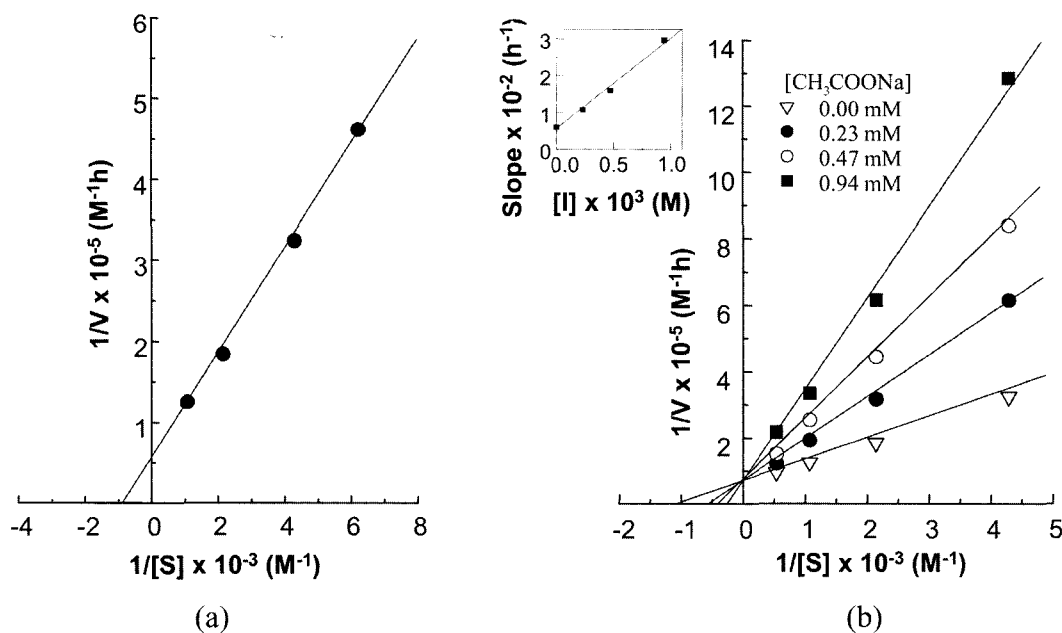 6
5
4
3
2
1
-4 -2 0 2 4 6 8
1/V x 10⁻⁵ (M⁻¹h)
1/[S] x 10⁻³ (M⁻¹)
(a)
3
2
1
0
0.0 0.5 1.0
Slope x 10⁻² (h⁻¹)
[I] x 10³ (M)
[CH₃COONa]
0.00 mM
0.23 mM
0.47 mM
0.94 mM
14
12
10
8
6
4
2
-2 -1 0 1 2 3 4 5
1/V x 10⁻⁵ (M⁻¹h)
1/[S] x 10⁻³ (M⁻¹)
(b)